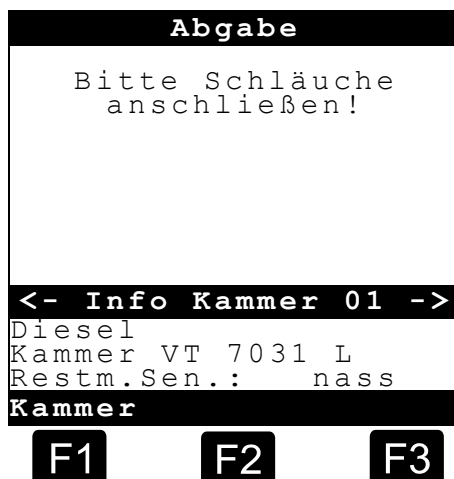 Abgabe
Bitte Schläuche
anschließen!
<- Info Kammer 01 ->
Diesel
Kammer VT 7031 L
Restm.Sen.: nass
Kammer
F1 F2 F3